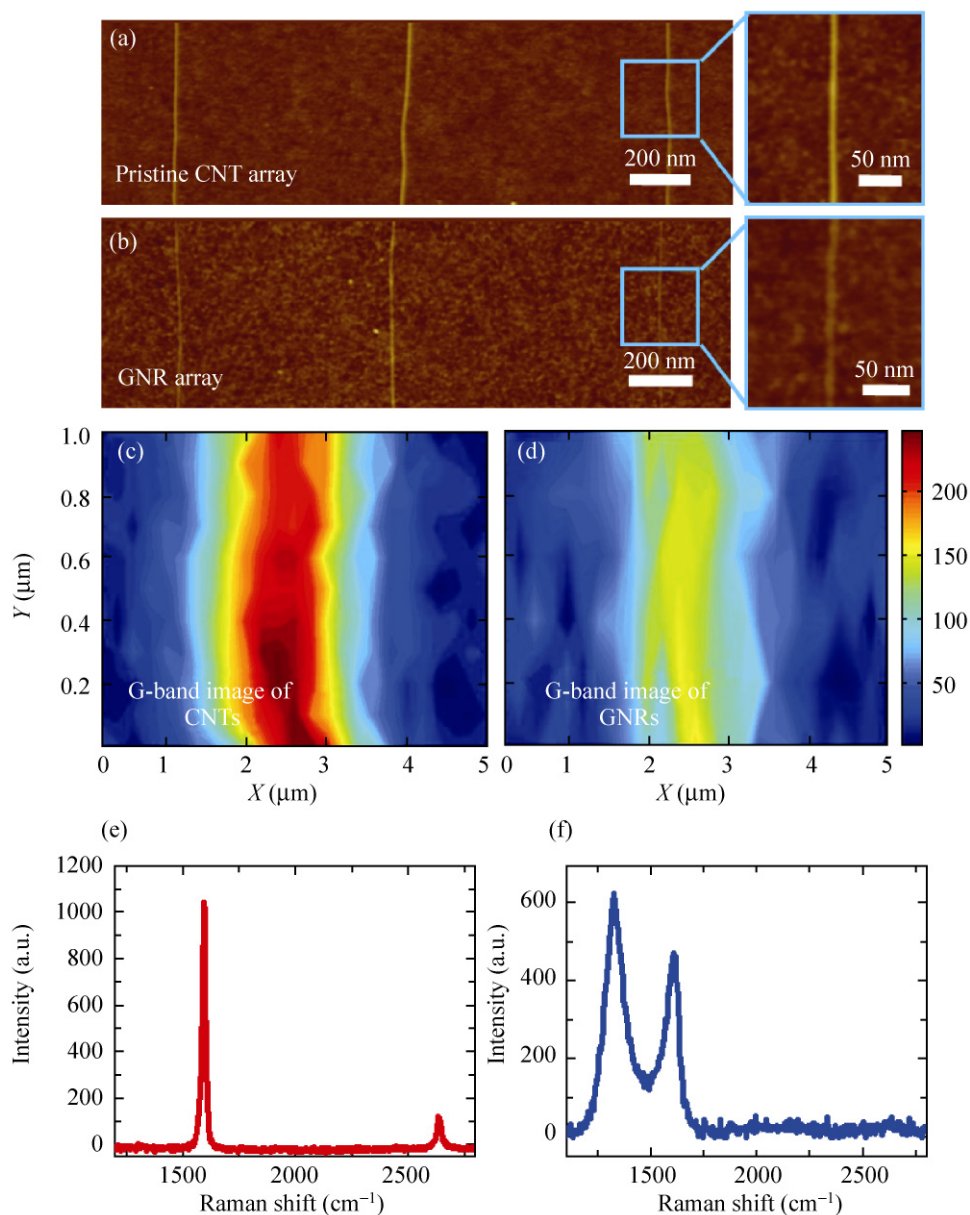 (a)
Pristine CNT array
200 nm
50 nm
(b)
GNR array
200 nm
50 nm
(c)
G-band image of
CNTs
Y (μm)
1.0
0.8
0.6
0.4
0.2
0
1
2
3
4
5
X (μm)
(d)
G-band image of
GNRs
0
1
2
3
4
5
X (μm)
200
150
100
50
(e)
Intensity (a.u.)
1200
1000
800
600
400
200
0
1500
2000
2500
Raman shift (cm⁻¹)
(f)
Intensity (a.u.)
600
400
200
0
1500
2000
2500
Raman shift (cm⁻¹)